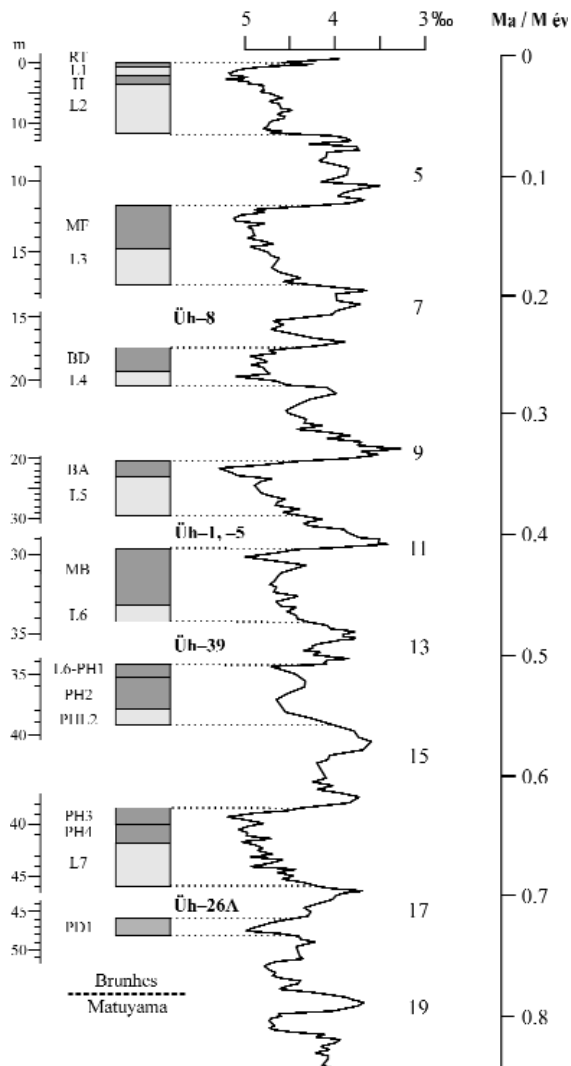 5 4 3 ‰ Ma / M év
m
RT
0
L1
H
L2
10
0
0,1
5
10
MF
15
L3
0.2
7
15
Üh–8
BD
20
L4
0.3
9
20
BA
L5
30
0.4
Üh–1, –5
11
30
MB
L6
35
0.5
Üh–39
13
35
L6-PH1
PH2
PHL2
40
15
0.6
PH3
40
PH4
L7
45
0.7
Üh–26A
17
45
PD1
50
Brunhes
Matuyama
19
0.8